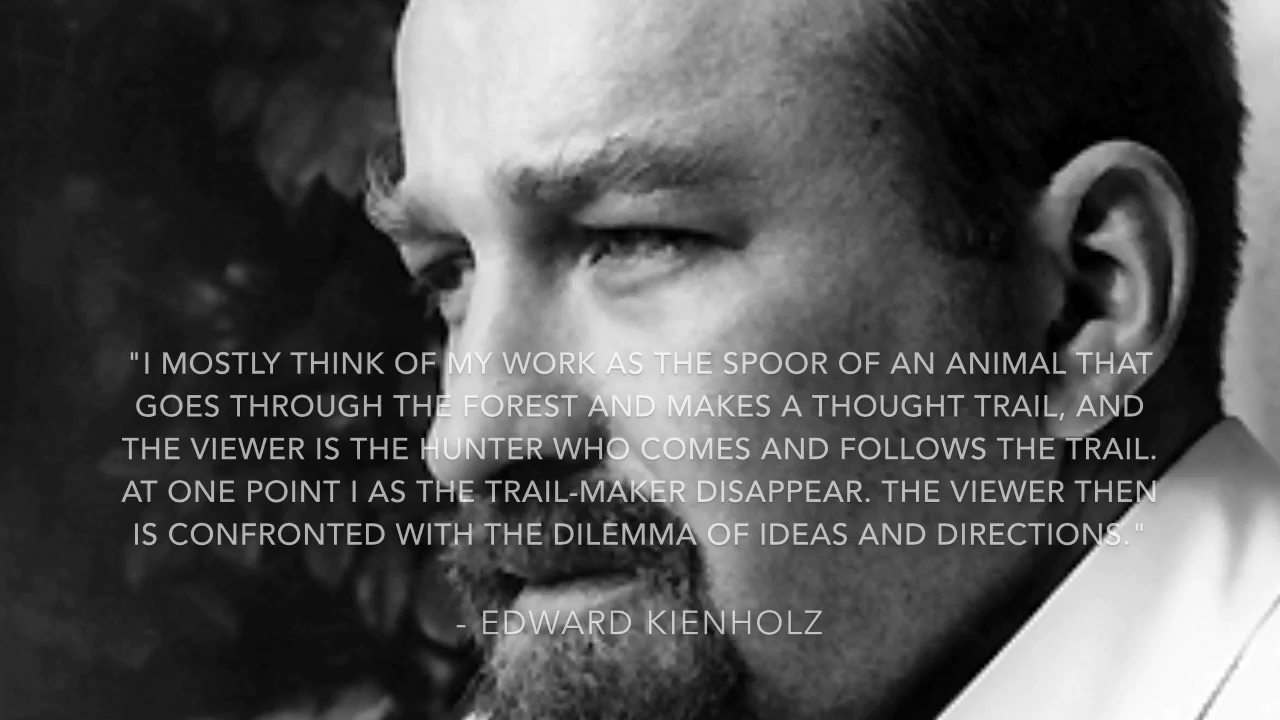 "I MOSTLY THINK OF MY WORK AS THE SPOOR OF AN ANIMAL THAT
GOES THROUGH THE FOREST AND MAKES A THOUGHT TRAIL, AND
THE VIEWER IS THE HUNTER WHO COMES AND FOLLOWS THE TRAIL.
AT ONE POINT I AS THE TRAIL-MAKER DISAPPEAR. THE VIEWER THEN
IS CONFRONTED WITH THE DILEMMA OF IDEAS AND DIRECTIONS."
- EDWARD KIENHOLZ